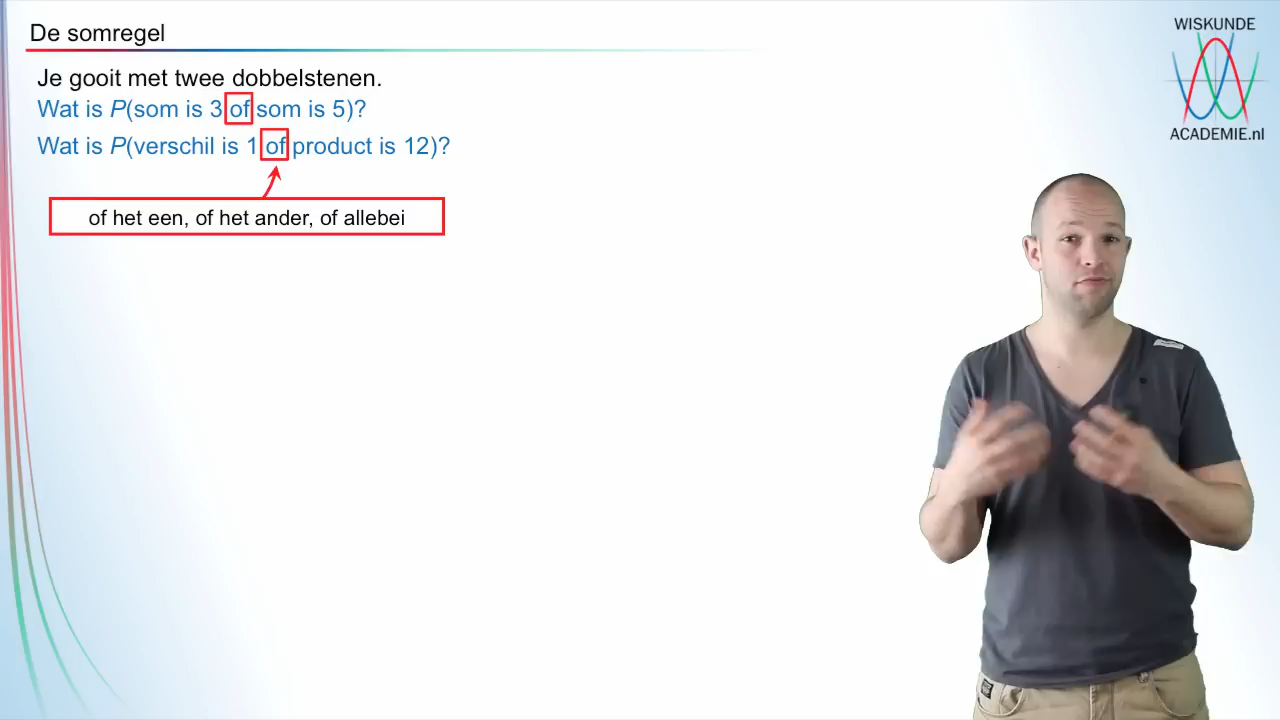 De somregel
WISKUNDE
ACADEMIE.nl
Je gooit met twee dobbelstenen.
Wat is P(som is 3 of som is 5)?
Wat is P(verschil is 1 of product is 12)?
of het een, of het ander, of allebei